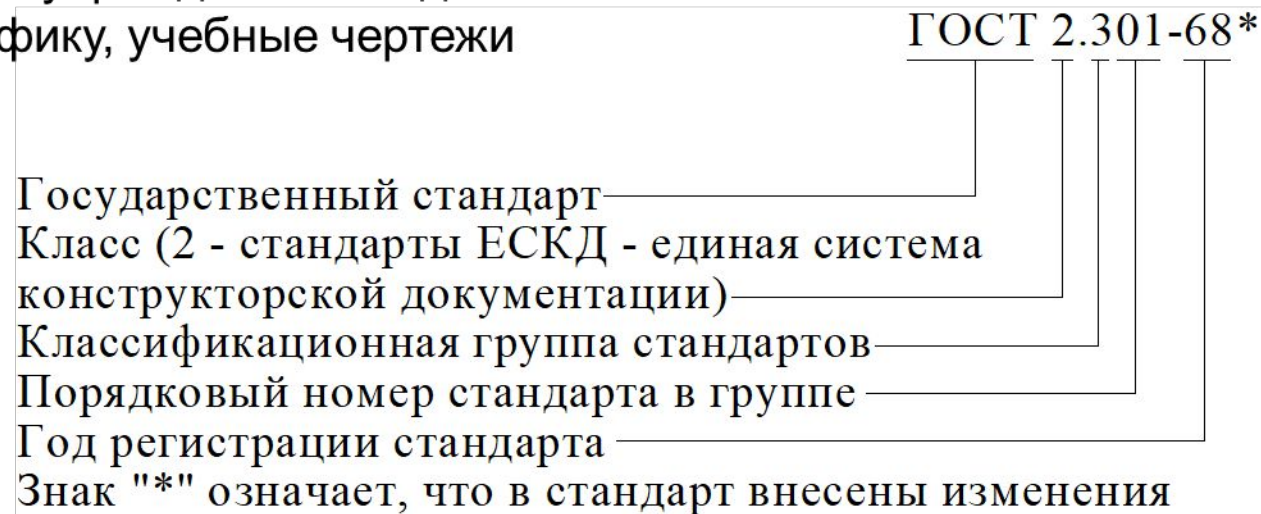 фику, учебные чертежи
ГОСТ 2.301-68*
Государственный стандарт
Класс (2 - стандарты ЕСКД - единая система
конструкторской документации)
Классификационная группа стандартов
Порядковый номер стандарта в группе
Год регистрации стандарта
Знак "*" означает, что в стандарт внесены изменения